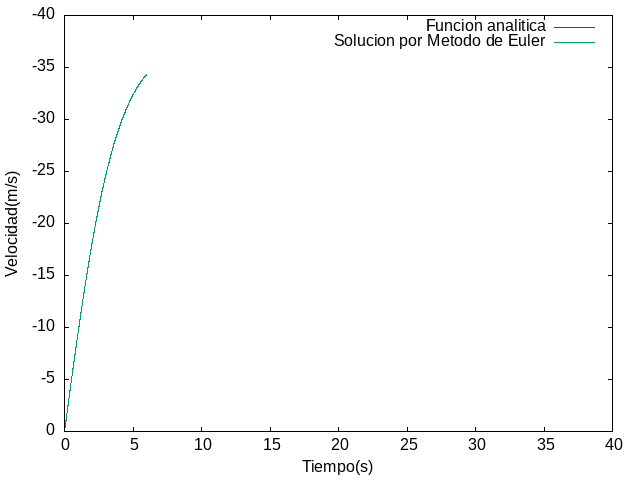 -40
-35
-30
-25
-20
-15
-10
-5
0
Velocidad(m/s)
Funcion analitica
Solucion por Metodo de Euler
0 5 10 15 20 25 30 35 40
Tiempo(s)